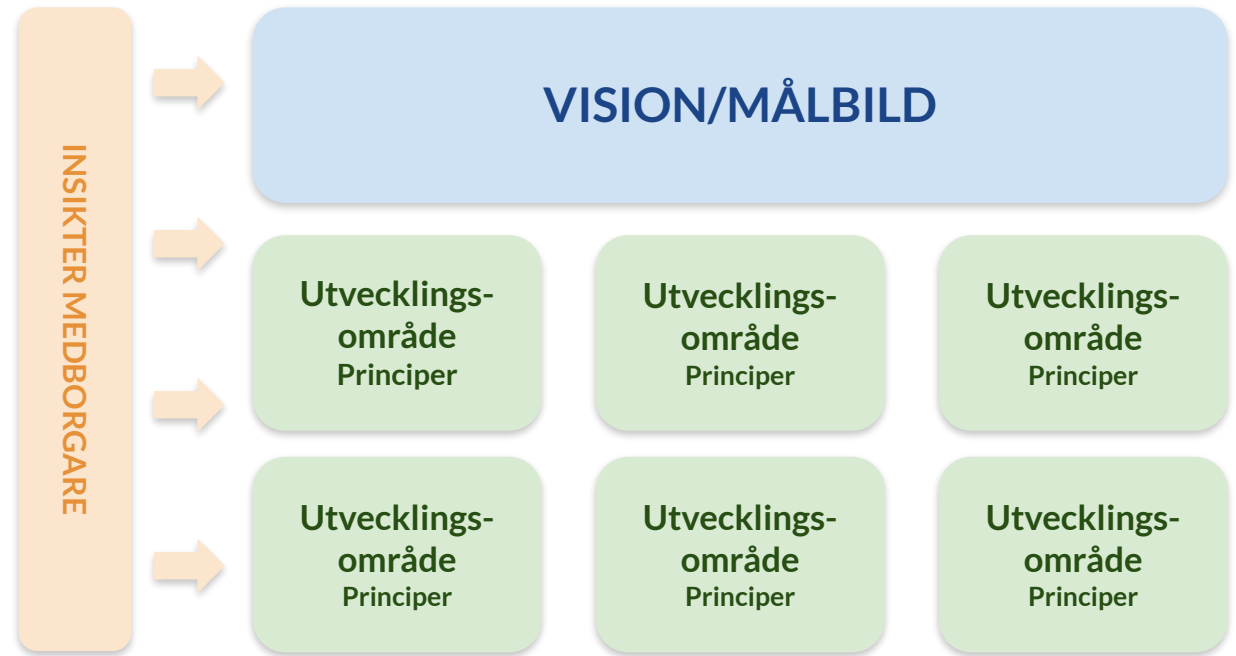 INSIKTER MEDBORGARE
VISION/MÅLBILD
Utvecklings-
område
Principer
Utvecklings-
område
Principer
Utvecklings-
område
Principer
Utvecklings-
område
Principer
Utvecklings-
område
Principer
Utvecklings-
område
Principer